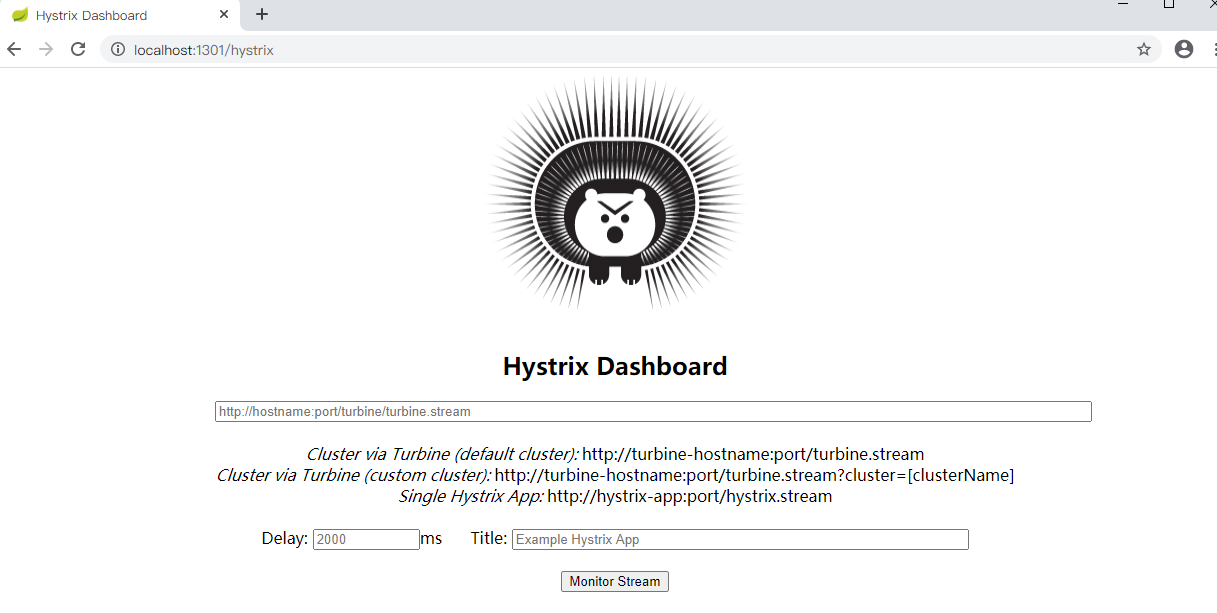 Hystrix Dashboard
localhost:1301/hystrix
Hystrix Dashboard
http://hostname:port/turbine/turbine.stream
Cluster via Turbine (default cluster): http://turbine-hostname:port/turbine.stream
Cluster via Turbine (custom cluster): http://turbine-hostname:port/turbine.stream?cluster=[clusterName]
Single Hystrix App: http://hystrix-app:port/hystrix.stream
Delay: 2000 ms Title: Example Hystrix App
Monitor Stream